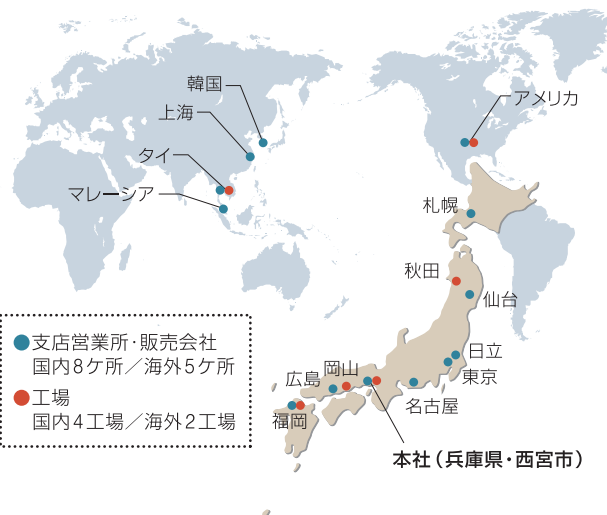 韓国
上海
タイ
マレーシア
アメリカ
札幌
秋田
仙台
日立
東京
名古屋
岡山
広島
福岡
本社(兵庫県・西宮市)
支店営業所・販売会社
国内8ケ所/海外5ケ所
工場
国内4工場/海外2工場